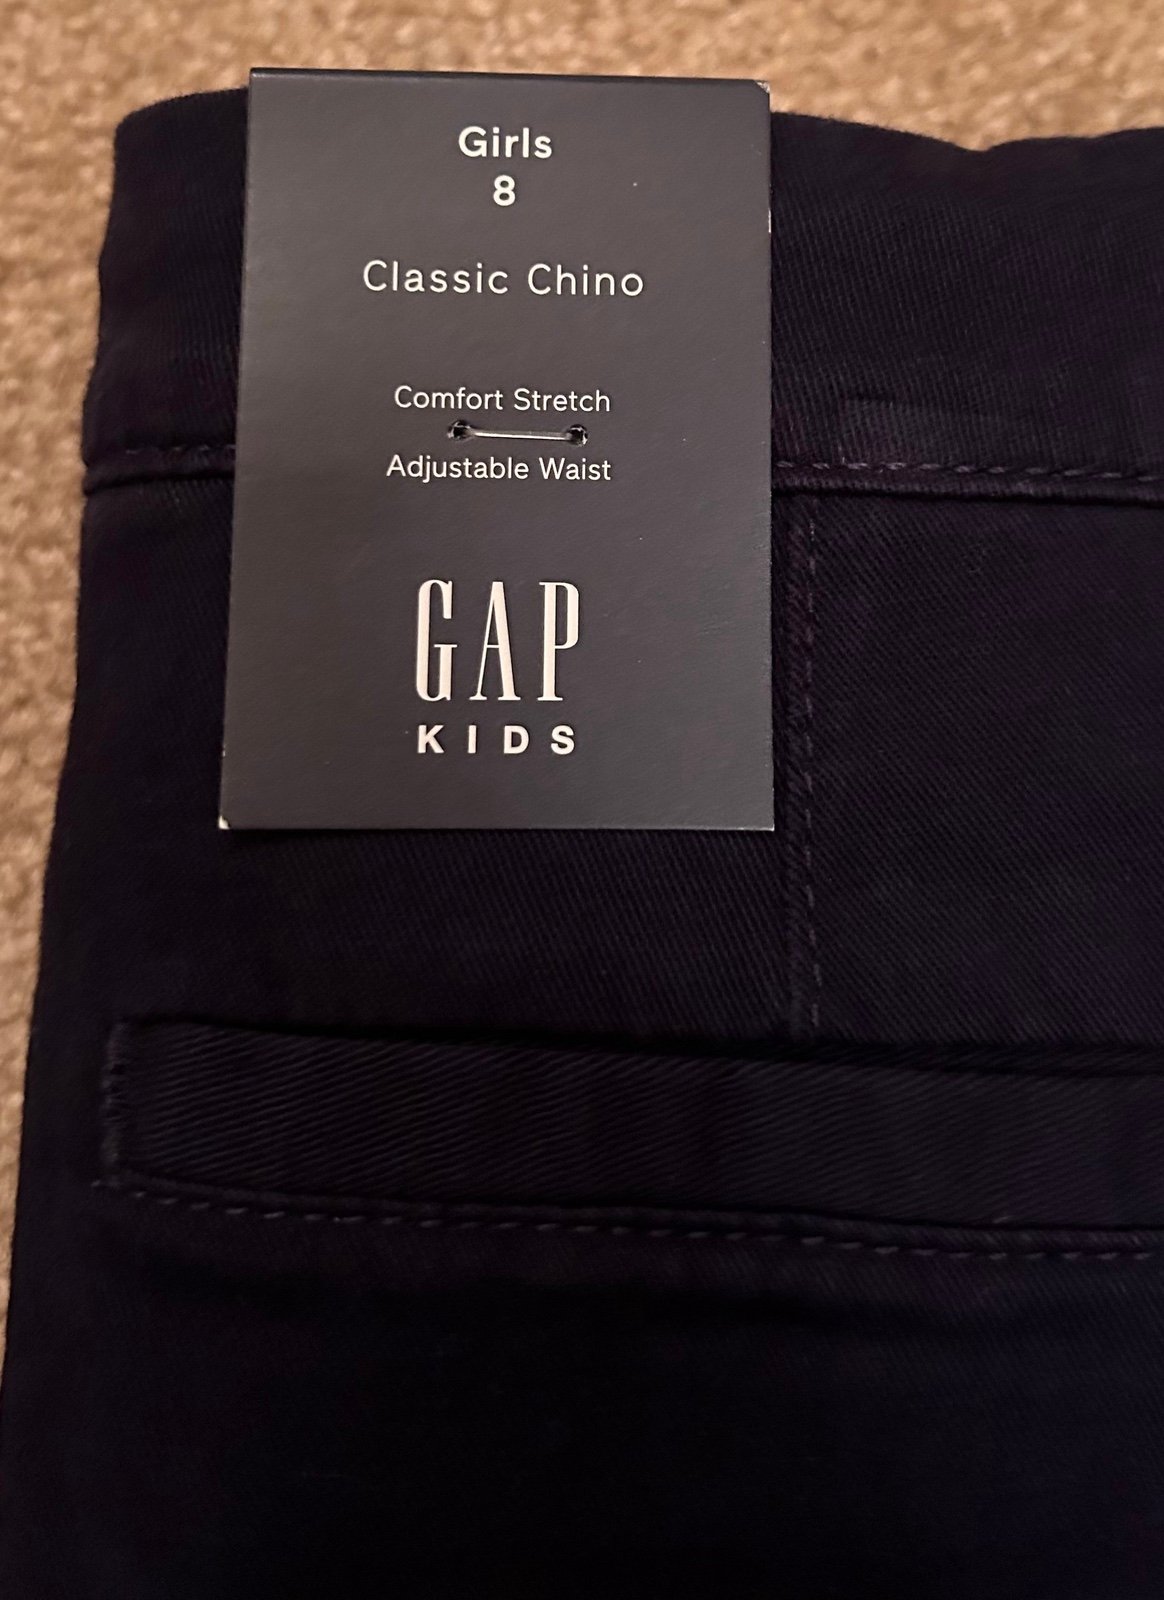 Girls
8
Classic Chino
Comfort Stretch
Adjustable Waist
GAP
KIDS